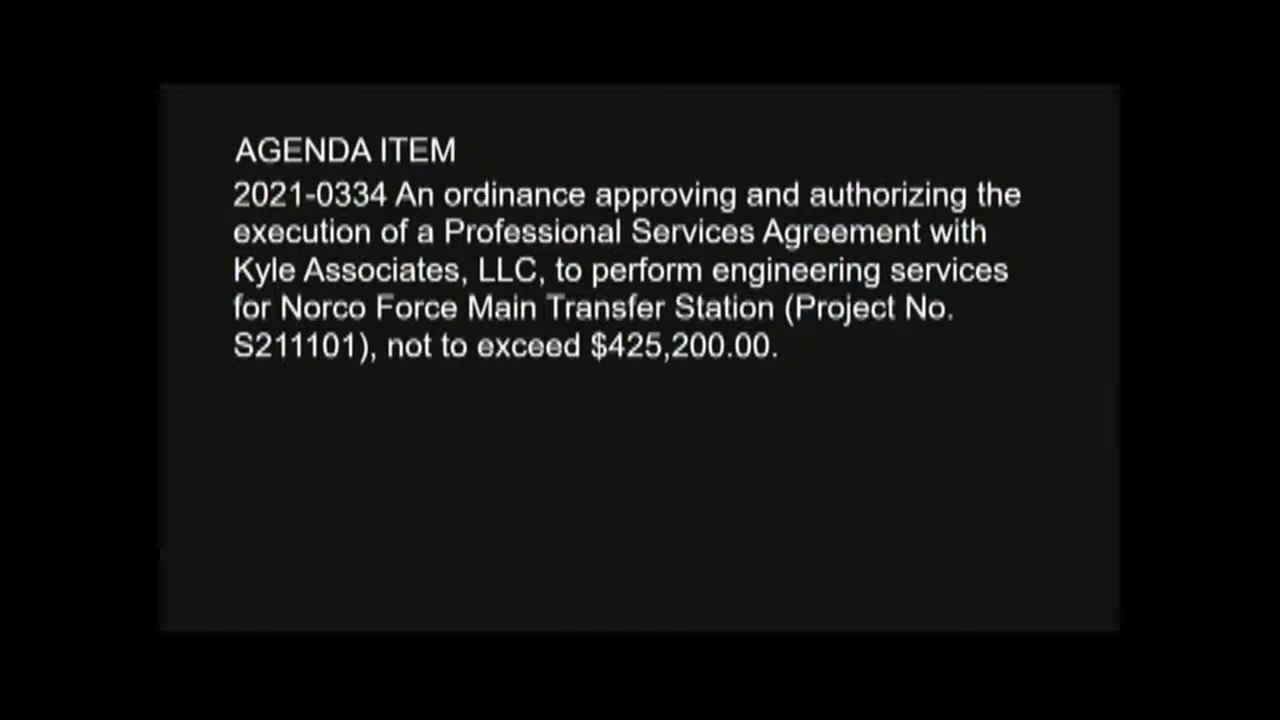 AGENDA ITEM
2021-0334 An ordinance approving and authorizing the
execution of a Professional Services Agreement with
Kyle Associates, LLC, to perform engineering services
for Norco Force Main Transfer Station (Project No.
S211101), not to exceed $425,200.00.